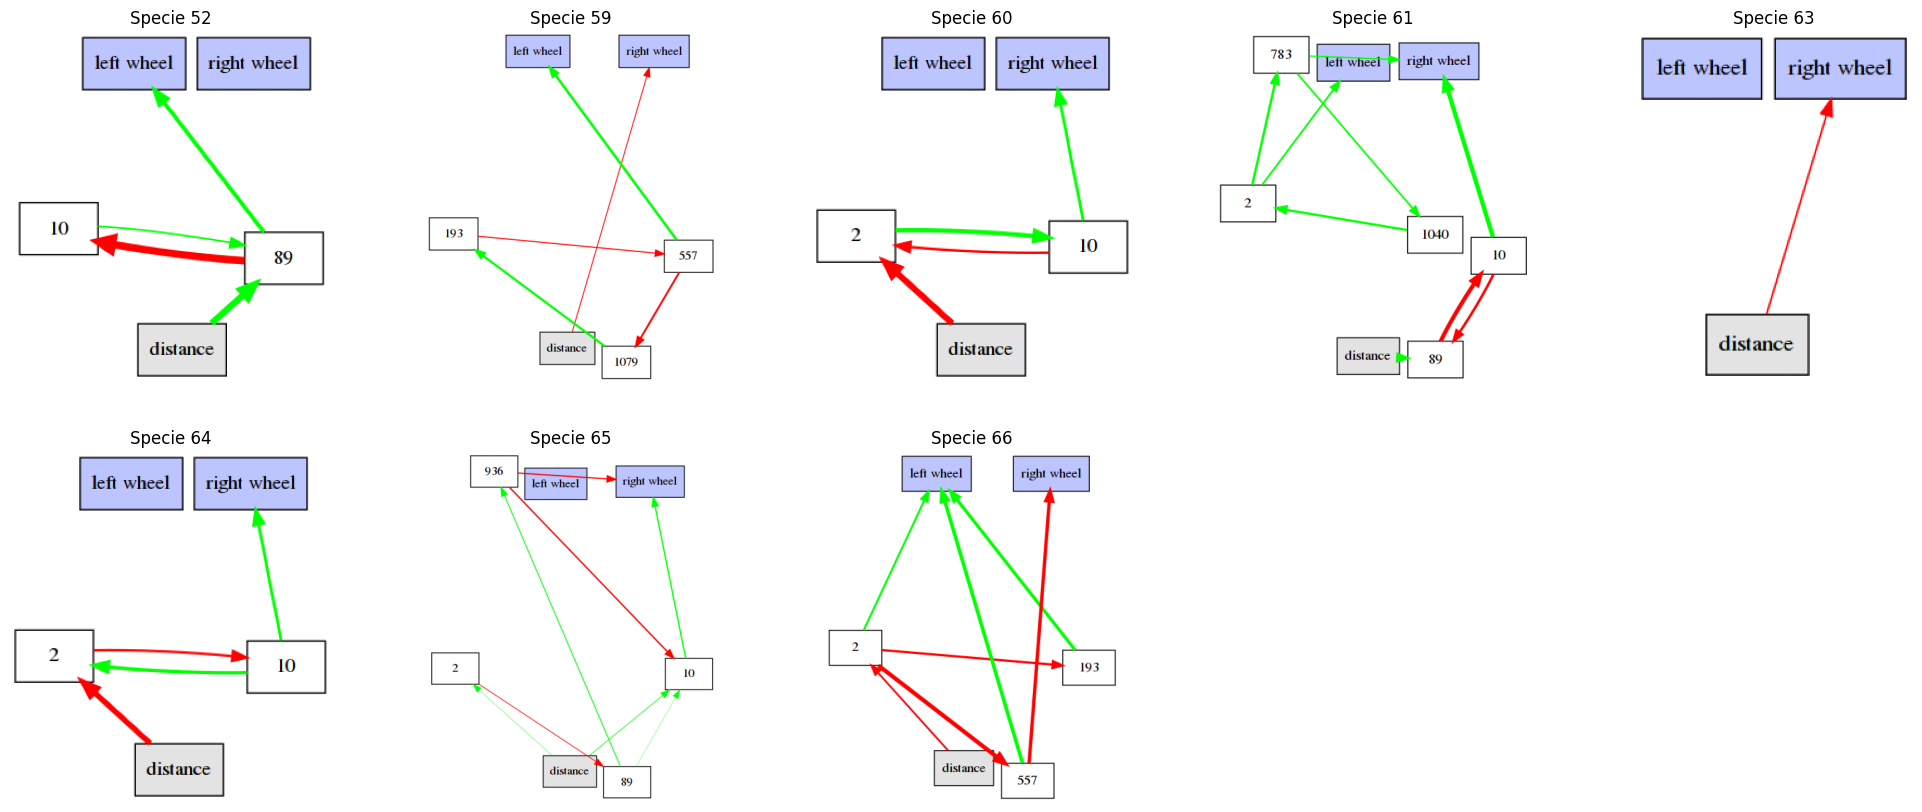 Specie 52
left wheel
right wheel
10
89
distance
Specie 59
left wheel
right wheel
193
557
distance
1079
Specie 60
left wheel
right wheel
2
10
distance
Specie 61
783
left wheel
right wheel
2
1040
10
distance
89
Specie 63
left wheel
right wheel
distance
Specie 64
left wheel
right wheel
2
10
distance
Specie 65
936
left wheel
right wheel
2
10
distance
89
Specie 66
left wheel
right wheel
2
193
distance
557